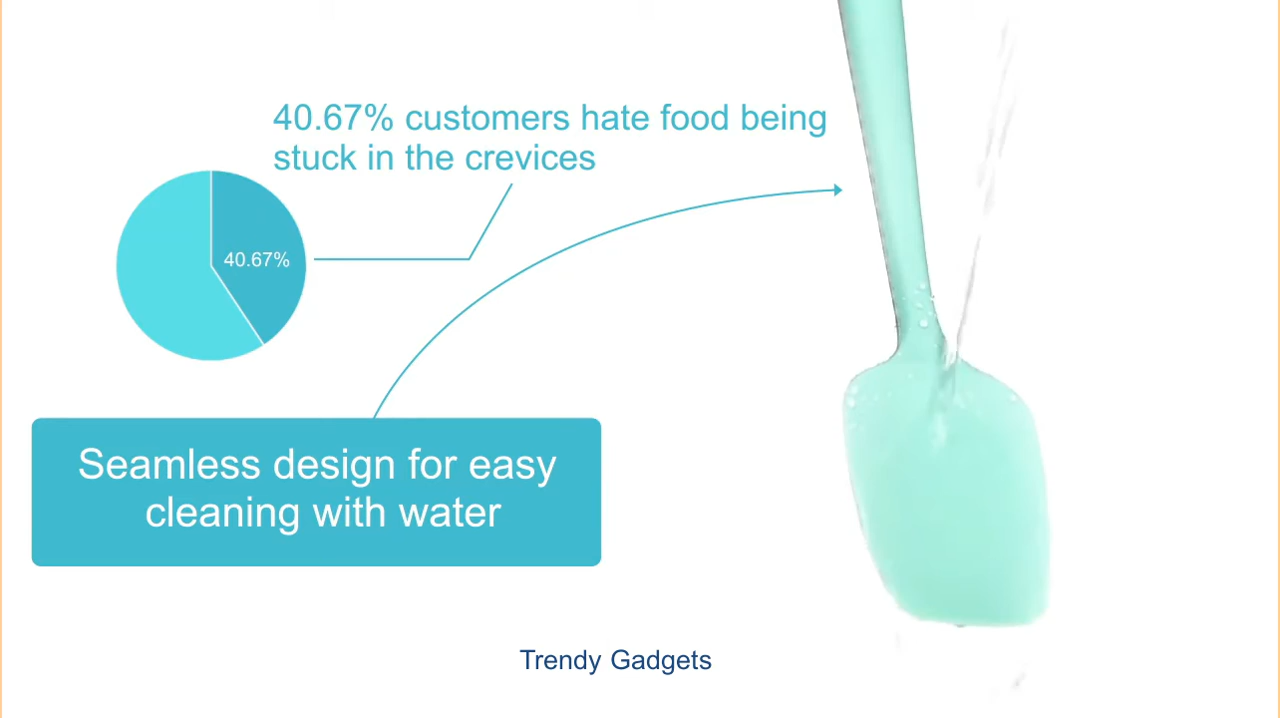 40.67% customers hate food being
stuck in the crevices
40.67%
Seamless design for easy
cleaning with water
Trendy Gadgets